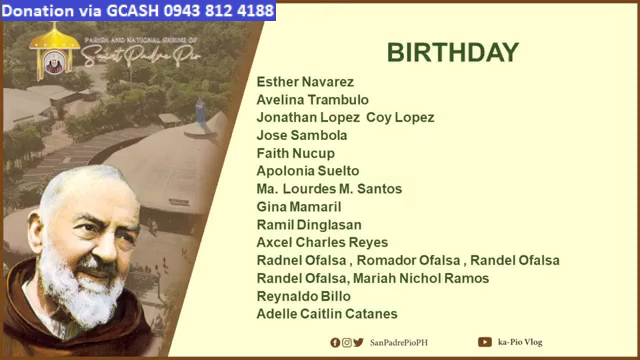 Donation via GCASH 0943 812 4188
PARISH AND NATIONAL SHRINE OF
Saint Padre Pio
BIRTHDAY
Esther Navarez
Avelina Trambulo
Jonathan Lopez Coy Lopez
Jose Sambola
Faith Nucup
Apolonia Suelto
Ma. Lourdes M. Santos
Gina Mamaril
Ramil Dinglasan
Axcel Charles Reyes
Radnel Ofalsa , Romador Ofalsa , Randel Ofalsa
Randel Ofalsa, Mariah Nichol Ramos
Reynaldo Billo
Adelle Caitlin Catanes
SanPadrePioPH
ka-Pio Vlog